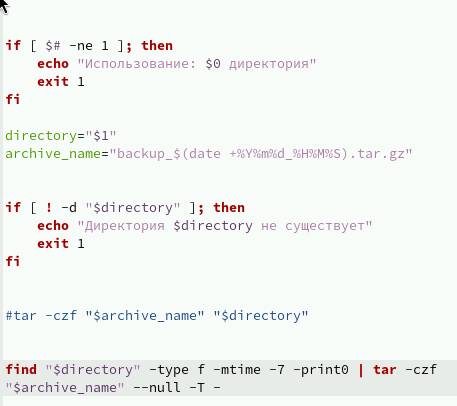 if [ $# -ne 1 ]; then
    echo "Использование: $0 директория"
    exit 1
fi
directory="$1"
archive_name="backup_$(date +%Y%m%d_%H%M%S).tar.gz"
if [ ! -d "$directory" ]; then
    echo "Директория $directory не существует"
    exit 1
fi
#tar -czf "$archive_name" "$directory"
find "$directory" -type f -mtime -7 -print0 | tar -czf
"$archive_name" --null -T -